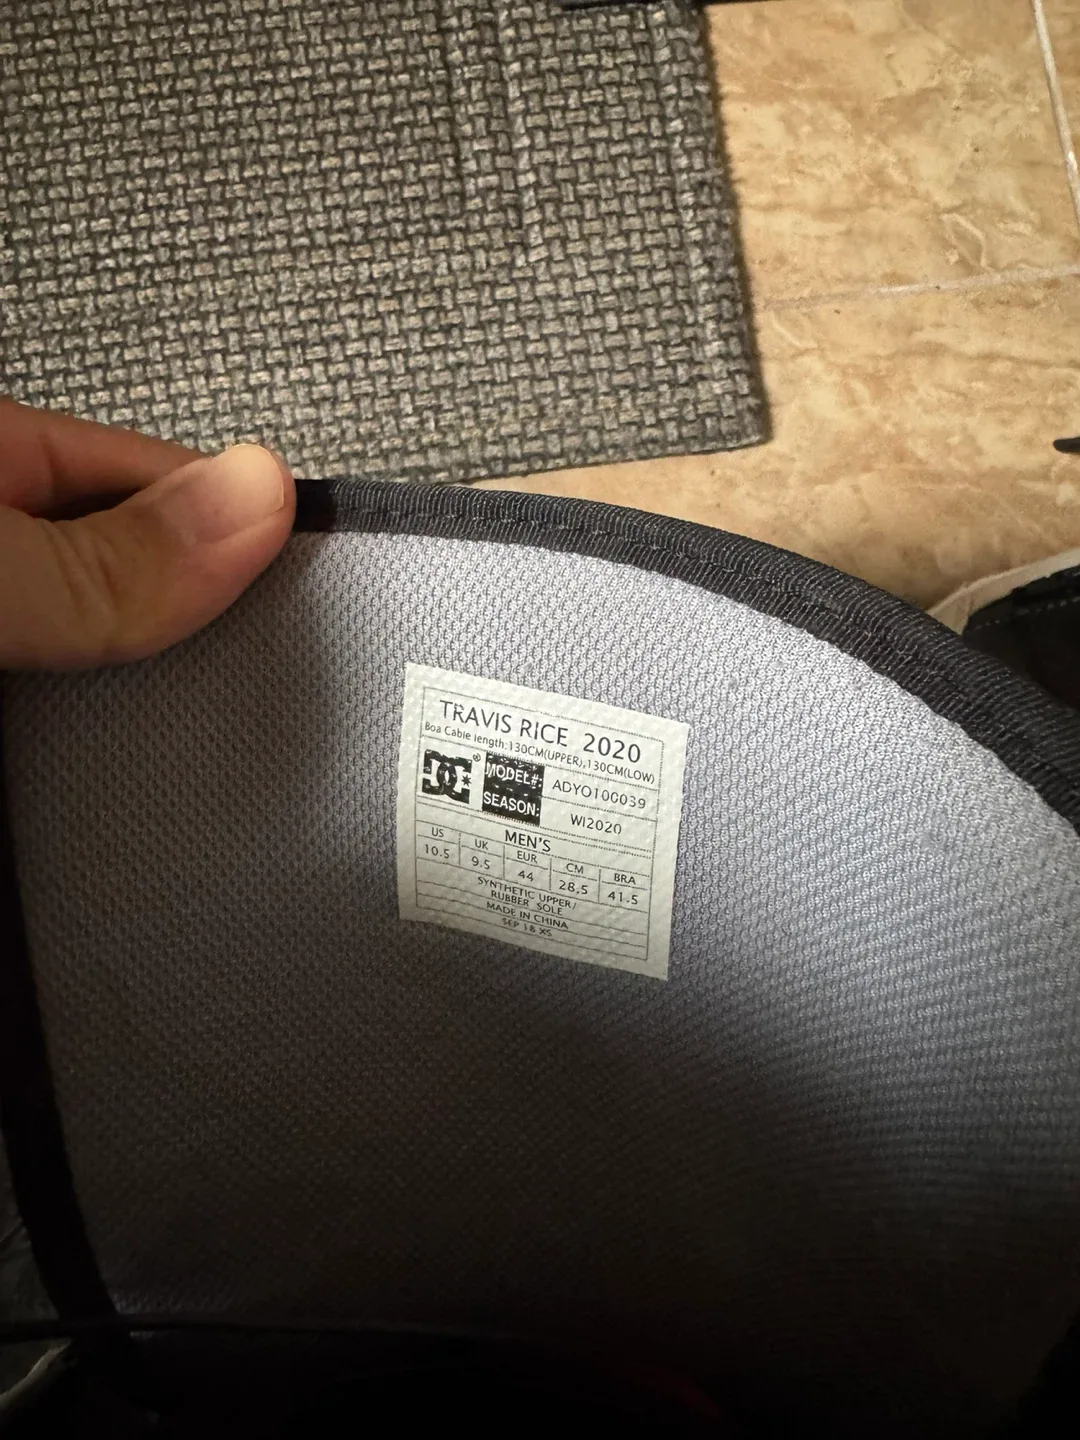 TRAVIS RICE 2020
Boa Cable length:130CM(UPPER),130CM(LOW)
DC ® MODEL#: ADYO100039
SEASON: WI2020
MEN'S
US UK EUR CM BRA
10.5 9.5 44 28.5 41.5
SYNTHETIC UPPER/
RUBBER SOLE
MADE IN CHINA
SEP 18 XS